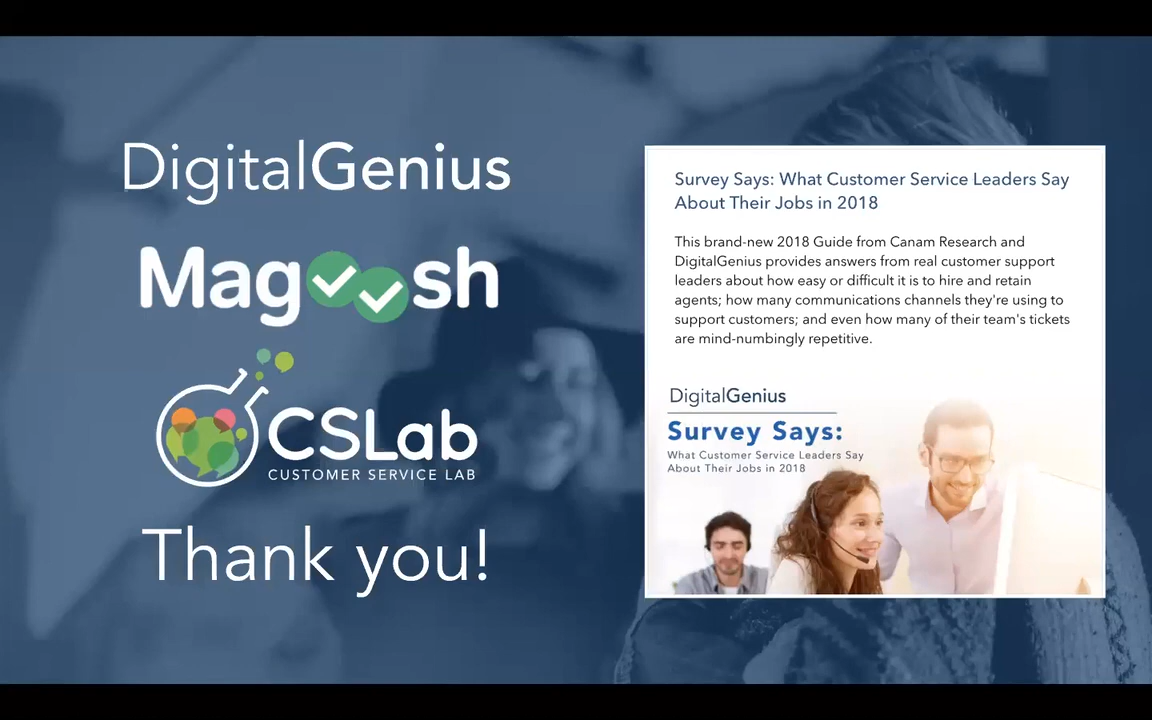 DigitalGenius
Magoosh
CSLab
CUSTOMER SERVICE LAB
Thank you!
Survey Says: What Customer Service Leaders Say
About Their Jobs in 2018
This brand-new 2018 Guide from Canam Research and
DigitalGenius provides answers from real customer support
leaders about how easy or difficult it is to hire and retain
agents; how many communications channels they're using to
support customers; and even how many of their team's tickets
are mind-numbingly repetitive.
DigitalGenius
Survey Says:
What Customer Service Leaders Say
About Their Jobs in 2018